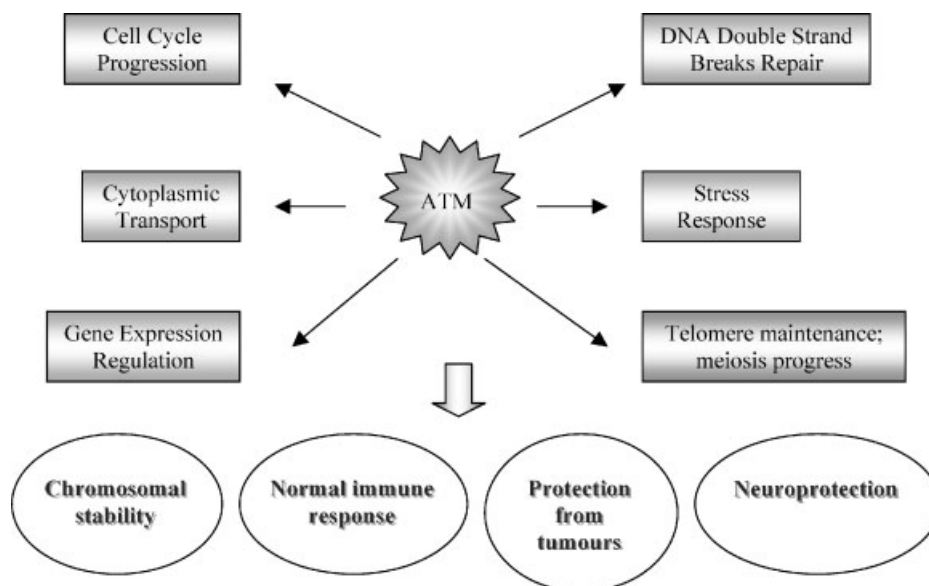 Cell Cycle
Progression
DNA Double Strand
Breaks Repair
Cytoplasmic
Transport
ATM
Stress
Response
Gene Expression
Regulation
Telomere maintenance;
meiosis progress
Chromosomal
stability
Normal immune
response
Protection
from
tumours
Neuroprotection